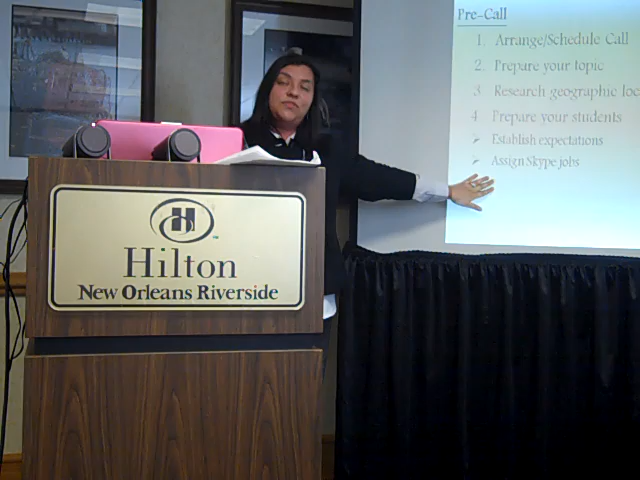 Pre-Call
1. Arrange/Schedule Call
2. Prepare your topic
3. Research geographic loc
4. Prepare your students
➢ Establish expectations
➢ Assign Skype jobs
H
Hilton
New Orleans Riverside